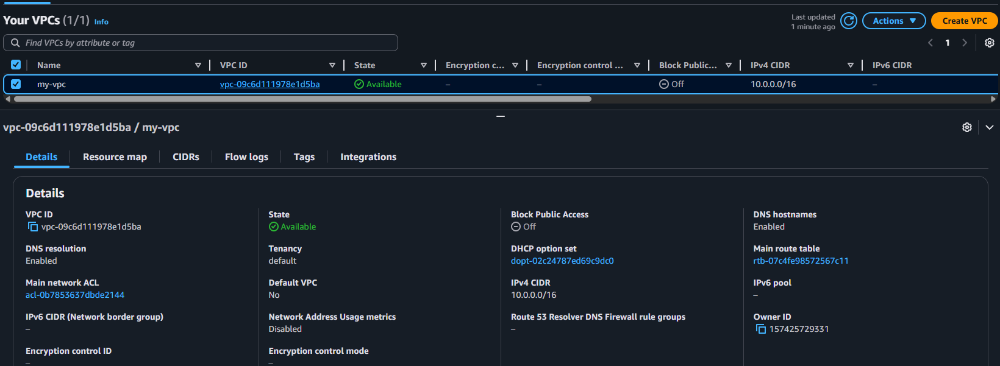 Your VPCs (1/1) Info
Last updated
1 minute ago
Actions
Create VPC
Find VPCs by attribute or tag
1
Name VPC ID State Encryption c... Encryption control ... Block Public... IPv4 CIDR IPv6 CIDR
my-vpc vpc-09c6d111978e1d5ba Available – – Off 10.0.0.0/16 –
vpc-09c6d111978e1d5ba / my-vpc
Details Resource map CIDRs Flow logs Tags Integrations
Details
VPC ID
vpc-09c6d111978e1d5ba
State
Available
Block Public Access
Off
DNS hostnames
Enabled
DNS resolution
Enabled
Tenancy
default
DHCP option set
dopt-02c24787ed69c9dc0
Main route table
rtb-07c4fe98572567c11
Main network ACL
acl-0b7853637dbde2144
Default VPC
No
IPv4 CIDR
10.0.0.0/16
IPv6 pool
–
IPv6 CIDR (Network border group)
–
Network Address Usage metrics
Disabled
Route 53 Resolver DNS Firewall rule groups
–
Owner ID
157425729331
Encryption control ID
–
Encryption control mode
–